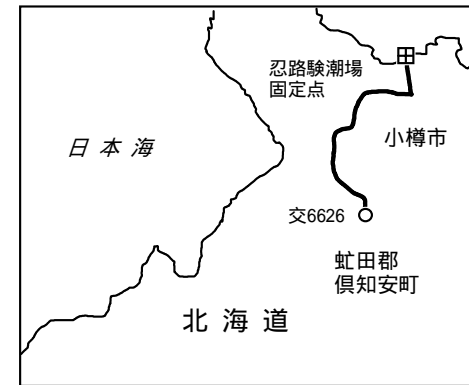 忍路験潮場
固定点
日本海
小樽市
交6626
虻田郡
倶知安町
北海道